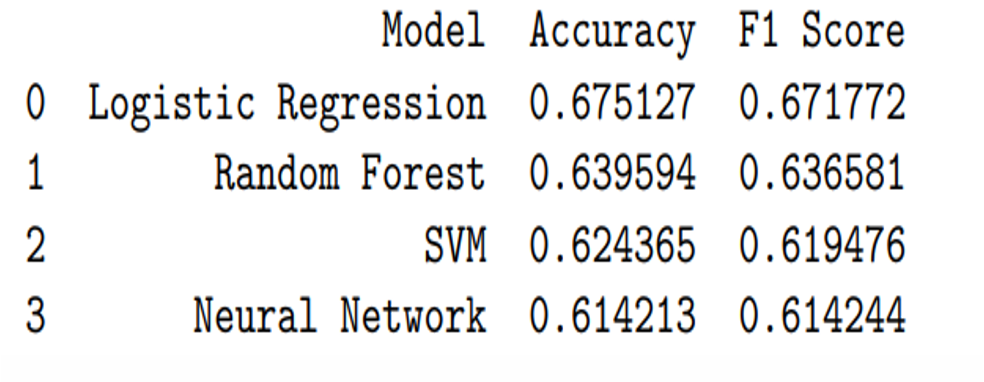 Model Accuracy F1 Score
0 Logistic Regression 0.675127 0.671772
1 Random Forest 0.639594 0.636581
2 SVM 0.624365 0.619476
3 Neural Network 0.614213 0.614244